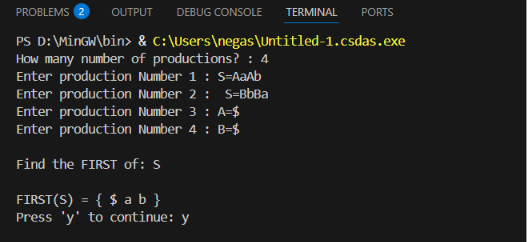 PROBLEMS 2 OUTPUT DEBUG CONSOLE TERMINAL PORTS
PS D:\MinGW\bin> & C:\Users\negas\Untitled-1.csdas.exe
How many number of productions? : 4
Enter production Number 1 : S=AaAb
Enter production Number 2 :  S=BbBa
Enter production Number 3 : A=$
Enter production Number 4 : B=$
Find the FIRST of: S
FIRST(S) = { $ a b }
Press 'y' to continue: y